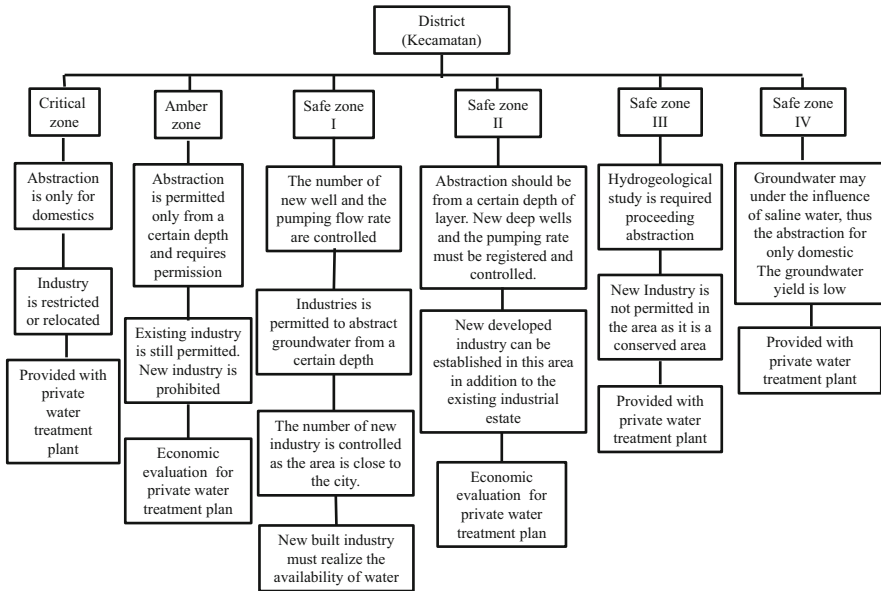 District
(Kecamatan)
Critical
zone
Abstraction
is only for
domestics
Industry
is restricted
or relocated
Provided with
private
water
treatment
plant
Amber
zone
Abstraction
is permitted
only from a
certain depth
and requires
permission
Existing industry
is still permitted.
New industry is
prohibited
Economic
evaluation for
private water
treatment plan
Safe zone
I
The number of
new well and the
pumping flow rate
are controlled
Industries is
permitted to abstract
groundwater from a
certain depth
The number of new
industry is controlled
as the area is close to
the city.
New built industry
must realize the
availability of water
Safe zone
II
Abstraction should be
from a certain depth of
layer. New deep wells
and the pumping rate
must be registered and
controlled.
New developed
industry can be
established in this area
in addition to the
existing industrial
estate
Economic
evaluation for
private water
treatment plan
Safe zone
III
Hydrogeological
study is required
proceeding
abstraction
New Industry is
not permitted in
the area as it is a
conserved area
Provided with
private water
treatment plant
Safe zone
IV
Groundwater may
under the influence
of saline water, thus
the abstraction for
only domestic
The groundwater
yield is low
Provided with
private water
treatment plant